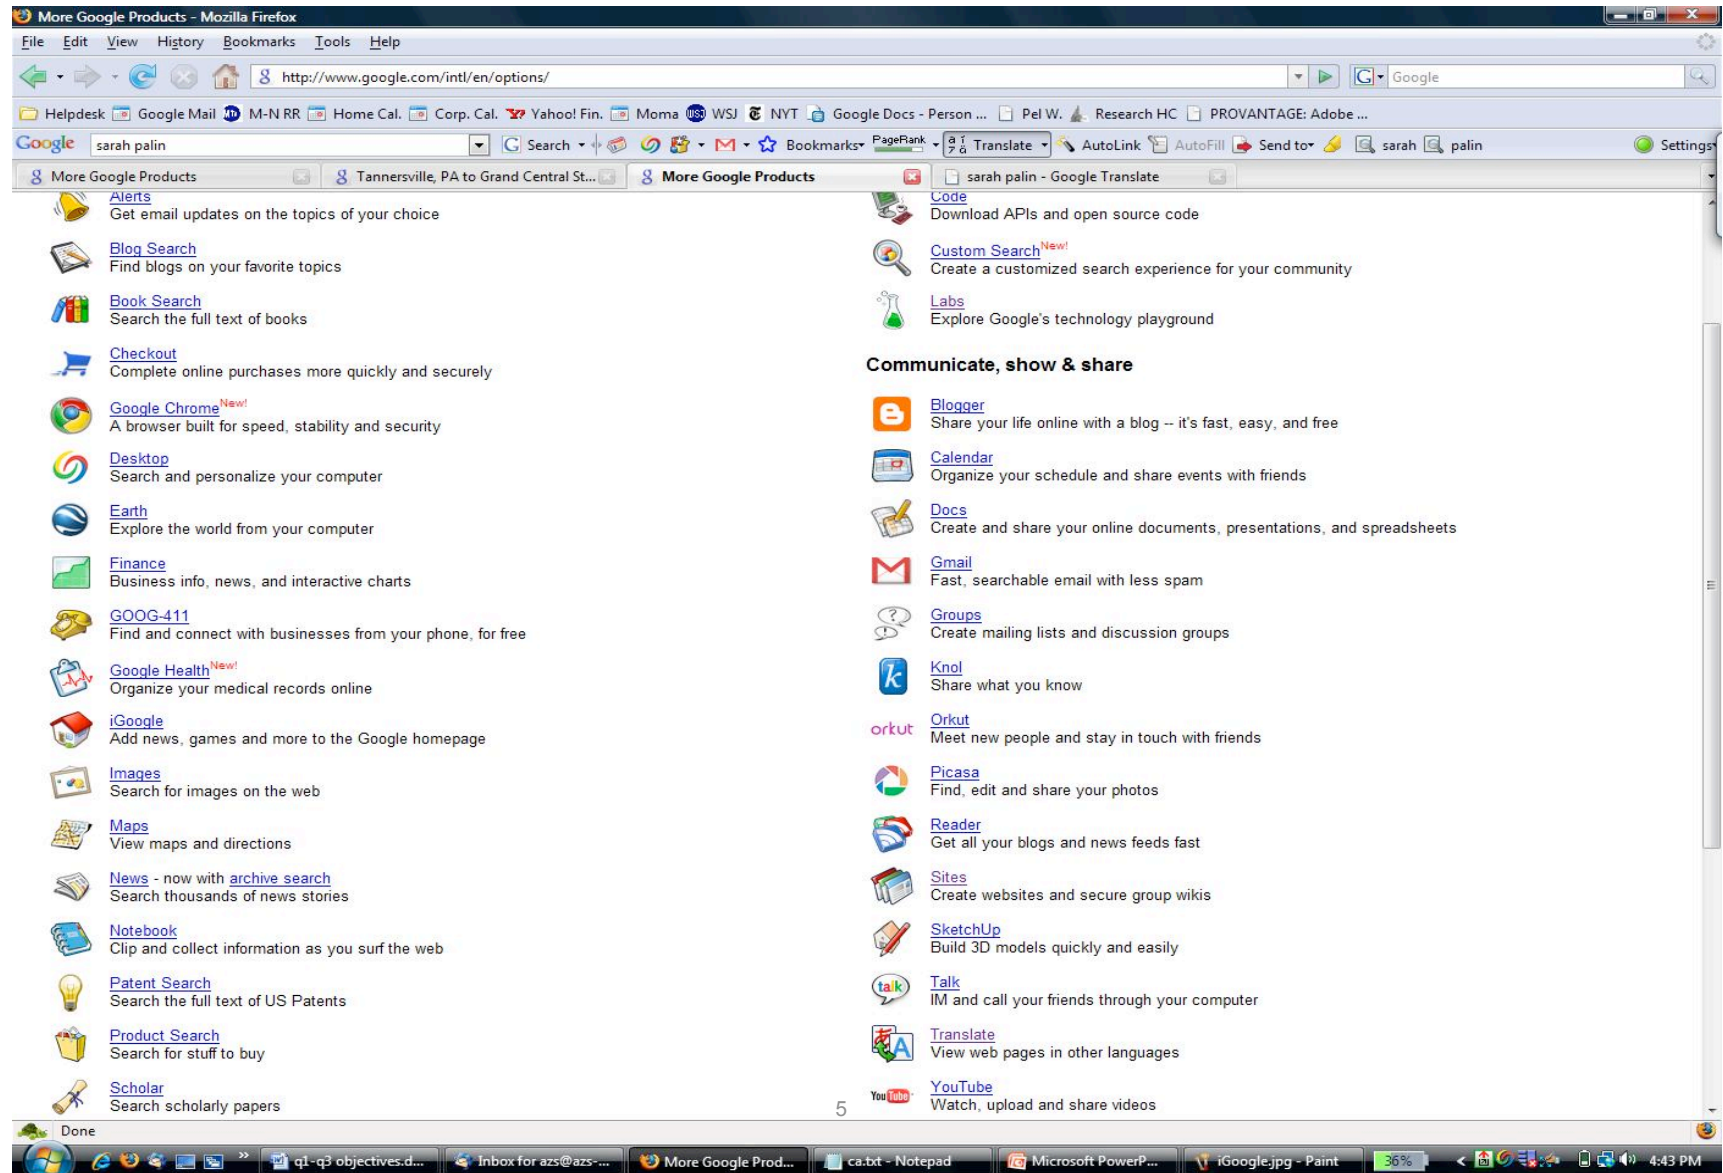 More Google Products - Mozilla Firefox
File Edit View History Bookmarks Tools Help
http://www.google.com/intl/en/options/
Google
Helpdesk Google Mail M-N RR Home Cal. Corp. Cal. Yahoo! Fin. Moma WSJ NYT Google Docs - Person ... Pel W. Research HC PROVANTAGE: Adobe ...
Google sarah palin Search Bookmarks PageRank Translate AutoLink AutoFill Send to sarah palin Settings
More Google Products Tannersville, PA to Grand Central St... More Google Products sarah palin - Google Translate
Alerts
Get email updates on the topics of your choice
Blog Search
Find blogs on your favorite topics
Book Search
Search the full text of books
Checkout
Complete online purchases more quickly and securely
Google Chrome New!
A browser built for speed, stability and security
Desktop
Search and personalize your computer
Earth
Explore the world from your computer
Finance
Business info, news, and interactive charts
GOOG-411
Find and connect with businesses from your phone, for free
Google Health New!
Organize your medical records online
iGoogle
Add news, games and more to the Google homepage
Images
Search for images on the web
Maps
View maps and directions
News - now with archive search
Search thousands of news stories
Notebook
Clip and collect information as you surf the web
Patent Search
Search the full text of US Patents
Product Search
Search for stuff to buy
Scholar
Search scholarly papers
Code
Download APIs and open source code
Custom Search New!
Create a customized search experience for your community
Labs
Explore Google's technology playground
Communicate, show & share
Blogger
Share your life online with a blog -- it's fast, easy, and free
Calendar
Organize your schedule and share events with friends
Docs
Create and share your online documents, presentations, and spreadsheets
Gmail
Fast, searchable email with less spam
Groups
Create mailing lists and discussion groups
Knol
Share what you know
orkut
Orkut
Meet new people and stay in touch with friends
Picasa
Find, edit and share your photos
Reader
Get all your blogs and news feeds fast
Sites
Create websites and secure group wikis
SketchUp
Build 3D models quickly and easily
talk
Talk
IM and call your friends through your computer
Translate
View web pages in other languages
YouTube
YouTube
Watch, upload and share videos
5
Done
q1-q3 objectives.d... Inbox for azs@azs-... More Google Prod... ca.txt - Notepad Microsoft PowerP... iGoogle.jpg - Paint 36% 4:43 PM